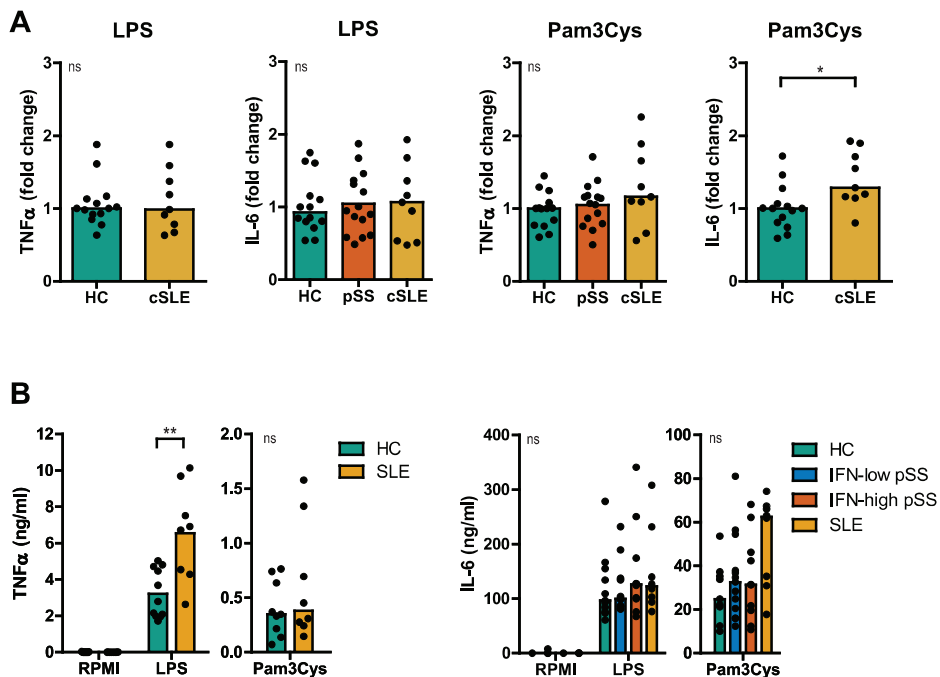 A
LPS
TNFα (fold change)
ns
3
2
1
0
HC
cSLE
LPS
IL-6 (fold change)
ns
3
2
1
0
HC
pSS
cSLE
Pam3Cys
TNFα (fold change)
ns
3
2
1
0
HC
pSS
cSLE
Pam3Cys
IL-6 (fold change)
*
3
2
1
0
HC
cSLE
B
TNFα (ng/ml)
12
10
8
6
4
2
0
**
RPMI
LPS
2.0
1.5
1.0
0.5
0.0
ns
Pam3Cys
HC
SLE
IL-6 (ng/ml)
400
300
200
100
0
ns
RPMI
LPS
100
80
60
40
20
0
ns
Pam3Cys
HC
IFN-low pSS
IFN-high pSS
SLE